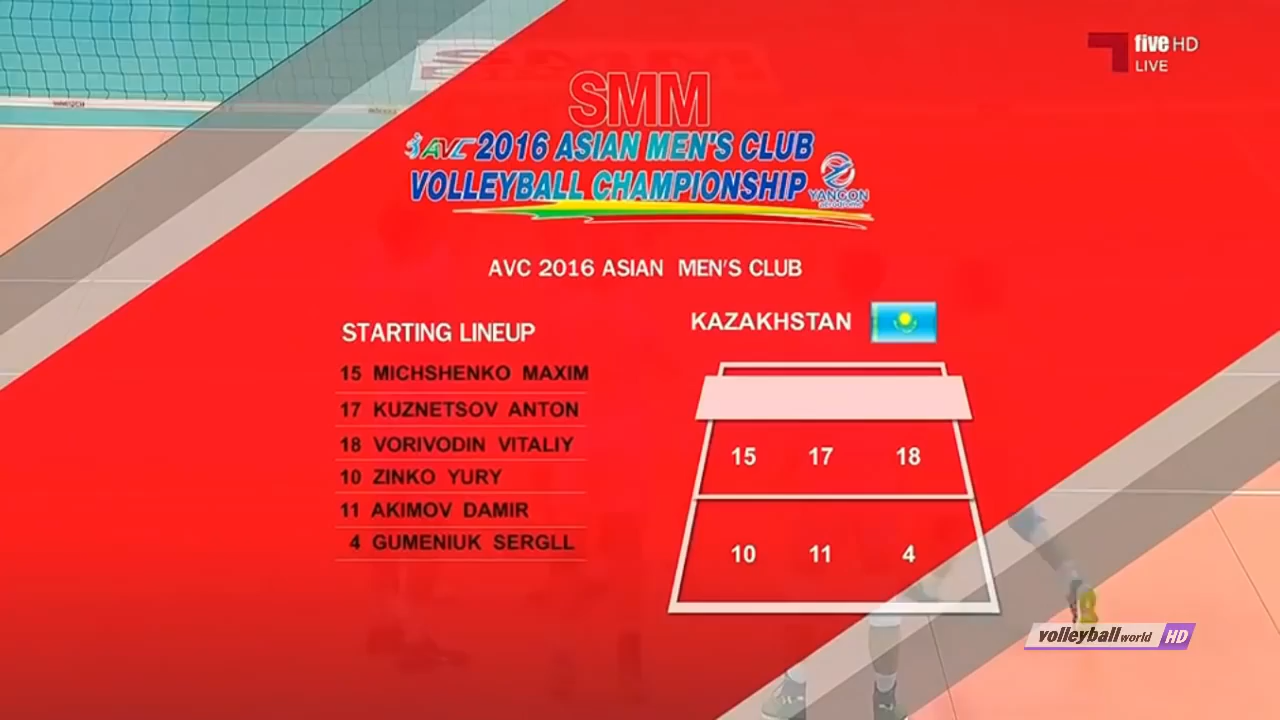 five HD
LIVE
SMM
AVC 2016 ASIAN MEN'S CLUB
VOLLEYBALL CHAMPIONSHIP
YANGON
AVC 2016 ASIAN MEN'S CLUB
KAZAKHSTAN
STARTING LINEUP
15 MICHSHENKO MAXIM
17 KUZNETSOV ANTON
18 VORIVODIN VITALIY
10 ZINKO YURY
11 AKIMOV DAMIR
4 GUMENIUK SERGLL
15 17 18
10 11 4
volleyball world HD